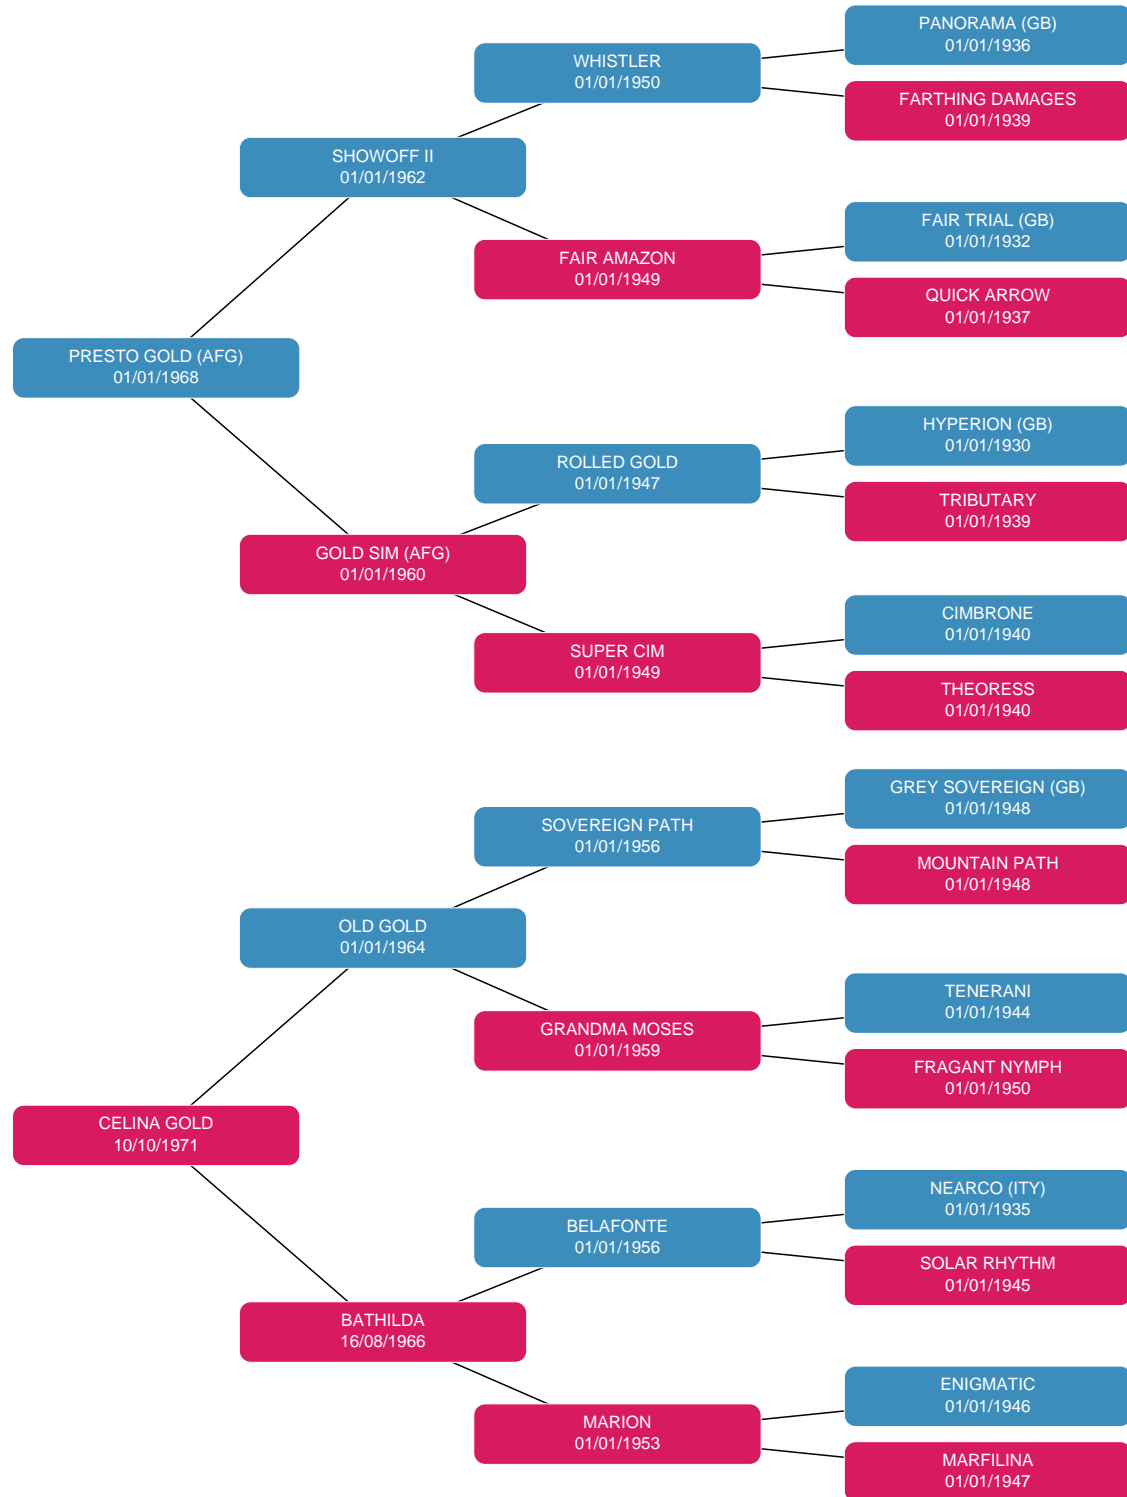 PANORAMA (GB)
01/01/1936
WHISTLER
01/01/1950
FARTHING DAMAGES
01/01/1939
SHOWOFF II
01/01/1962
FAIR TRIAL (GB)
01/01/1932
FAIR AMAZON
01/01/1949
QUICK ARROW
01/01/1937
PRESTO GOLD (AFG)
01/01/1968
HYPERION (GB)
01/01/1930
ROLLED GOLD
01/01/1947
TRIBUTARY
01/01/1939
GOLD SIM (AFG)
01/01/1960
CIMBRONE
01/01/1940
SUPER CIM
01/01/1949
THEORESS
01/01/1940
GREY SOVEREIGN (GB)
01/01/1948
SOVEREIGN PATH
01/01/1956
MOUNTAIN PATH
01/01/1948
OLD GOLD
01/01/1964
TENERANI
01/01/1944
GRANDMA MOSES
01/01/1959
FRAGANT NYMPH
01/01/1950
CELINA GOLD
10/10/1971
NEARCO (ITY)
01/01/1935
BELAFONTE
01/01/1956
SOLAR RHYTHM
01/01/1945
BATHILDA
16/08/1966
ENIGMATIC
01/01/1946
MARION
01/01/1953
MARFILINA
01/01/1947